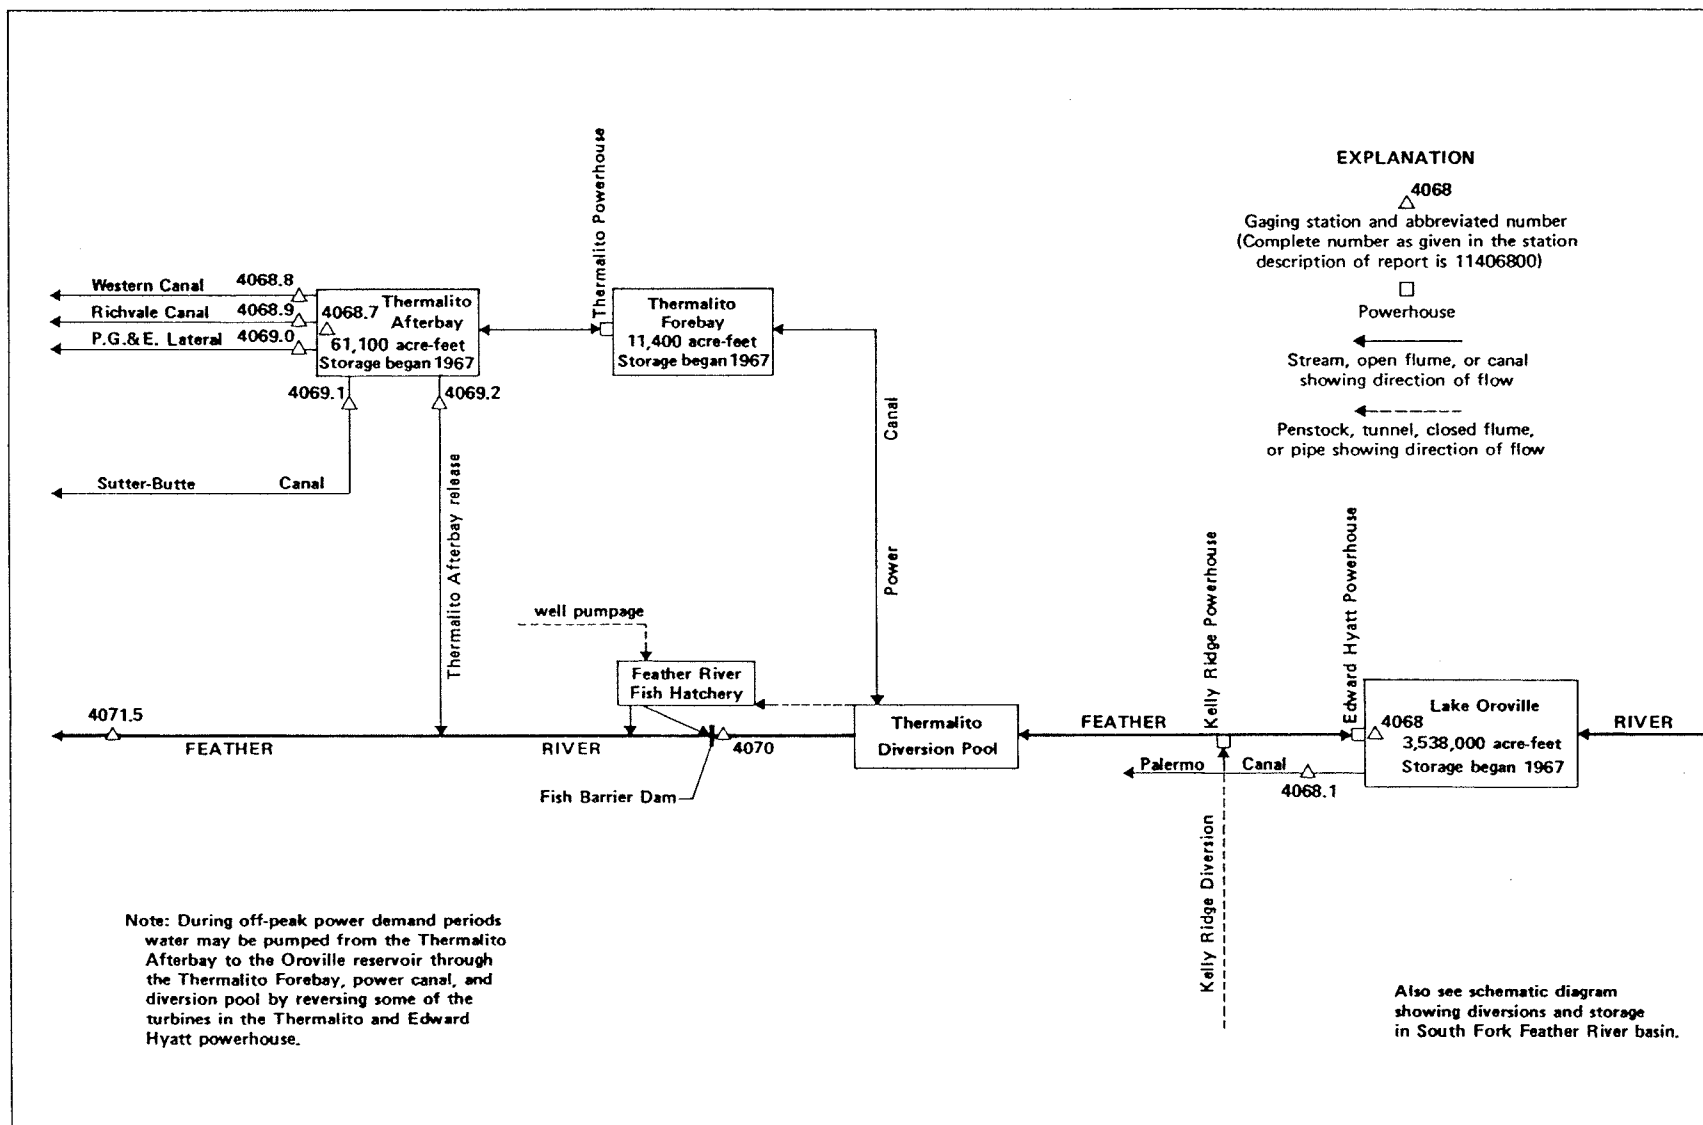 EXPLANATION
4068
Gaging station and abbreviated number
(Complete number as given in the station
description of report is 11406800)
Powerhouse
Stream, open flume, or canal
showing direction of flow
Penstock, tunnel, closed flume,
or pipe showing direction of flow
Thermalito Powerhouse
Western Canal
4068.8
Richvale Canal
4068.9
P.G.&E. Lateral
4069.0
Thermalito
4068.7
Afterbay
61,100 acre-feet
Storage began 1967
Thermalito
Forebay
11,400 acre-feet
Storage began 1967
4069.1
4069.2
Sutter-Butte Canal
Thermalito Afterbay release
Power Canal
well pumpage
Feather River
Fish Hatchery
4071.5
FEATHER RIVER
4070
Fish Barrier Dam
Thermalito
Diversion Pool
FEATHER
Kelly Ridge Powerhouse
Edward Hyatt Powerhouse
Lake Oroville
4068
3,538,000 acre-feet
Storage began 1967
RIVER
Palermo Canal
4068.1
Kelly Ridge Diversion
Note: During off-peak power demand periods
water may be pumped from the Thermalito
Afterbay to the Oroville reservoir through
the Thermalito Forebay, power canal, and
diversion pool by reversing some of the
turbines in the Thermalito and Edward
Hyatt powerhouse.
Also see schematic diagram
showing diversions and storage
in South Fork Feather River basin.